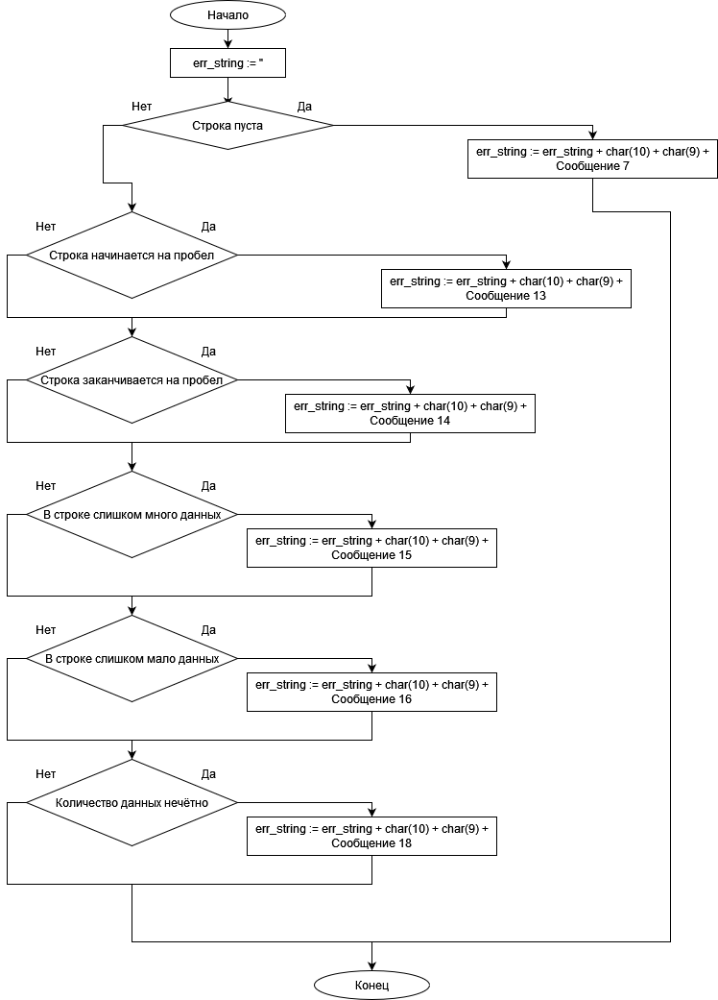 Начало
err_string := "
Нет
Да
Строка пуста
err_string := err_string + char(10) + char(9) +
Сообщение 7
Нет
Да
Строка начинается на пробел
err_string := err_string + char(10) + char(9) +
Сообщение 13
Нет
Да
Строка заканчивается на пробел
err_string := err_string + char(10) + char(9) +
Сообщение 14
Нет
Да
В строке слишком много данных
err_string := err_string + char(10) + char(9) +
Сообщение 15
Нет
Да
В строке слишком мало данных
err_string := err_string + char(10) + char(9) +
Сообщение 16
Нет
Да
Количество данных нечётно
err_string := err_string + char(10) + char(9) +
Сообщение 18
Конец